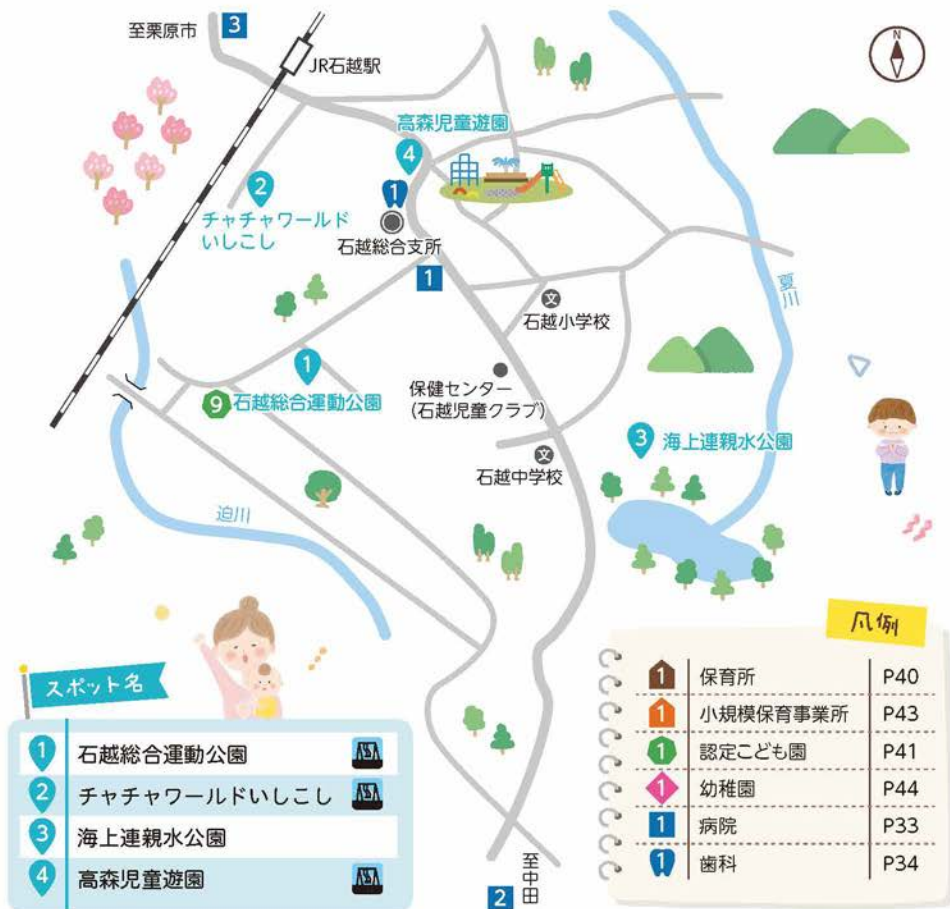 至栗原市
3
JR石越駅
N
高森児童遊園
4
2
チャチャワールド
いしこし
1
石越総合支所
1
夏川
文
石越小学校
1
9
石越総合運動公園
保健センター
(石越児童クラブ)
3
海上連親水公園
文
石越中学校
迫川
至中田
2
スポット名
1 石越総合運動公園
2 チャチャワールドいしこし
3 海上連親水公園
4 高森児童遊園
凡例
1 保育所 P40
1 小規模保育事業所 P43
1 認定こども園 P41
1 幼稚園 P44
1 病院 P33
1 歯科 P34